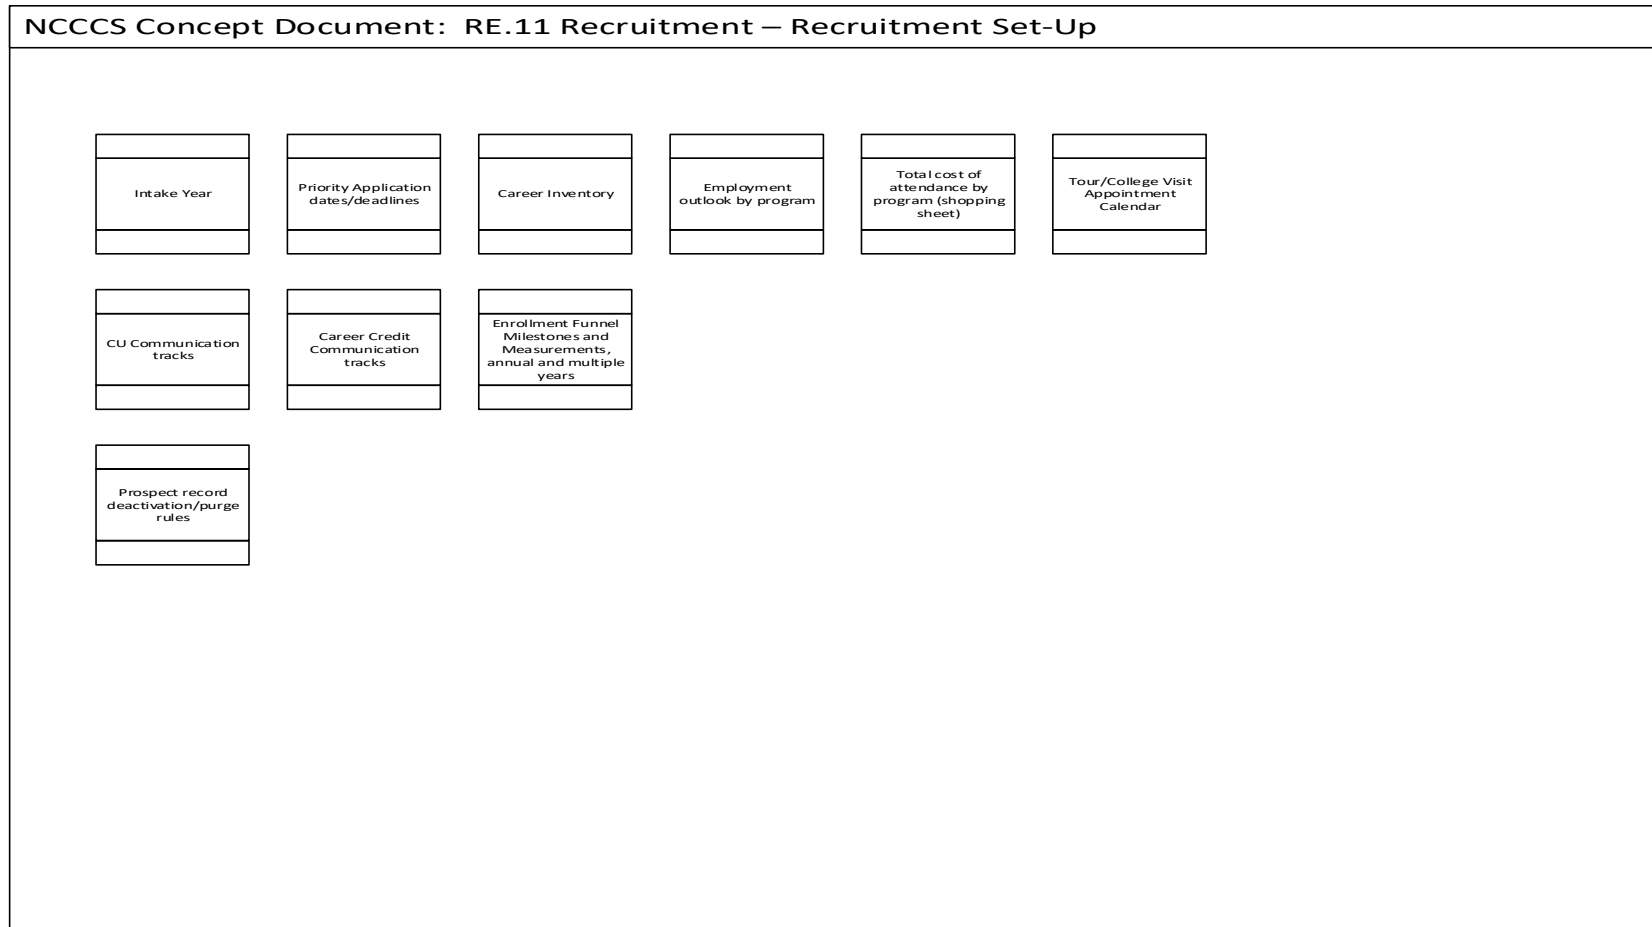 NCCCS Concept Document:  RE.11 Recruitment – Recruitment Set-Up
Intake Year
Priority Application
dates/deadlines
Career Inventory
Employment
outlook by program
Total cost of
attendance by
program (shopping
sheet)
Tour/College Visit
Appointment
Calendar
CU Communication
tracks
Career Credit
Communication
tracks
Enrollment Funnel
Milestones and
Measurements,
annual and multiple
years
Prospect record
deactivation/purge
rules